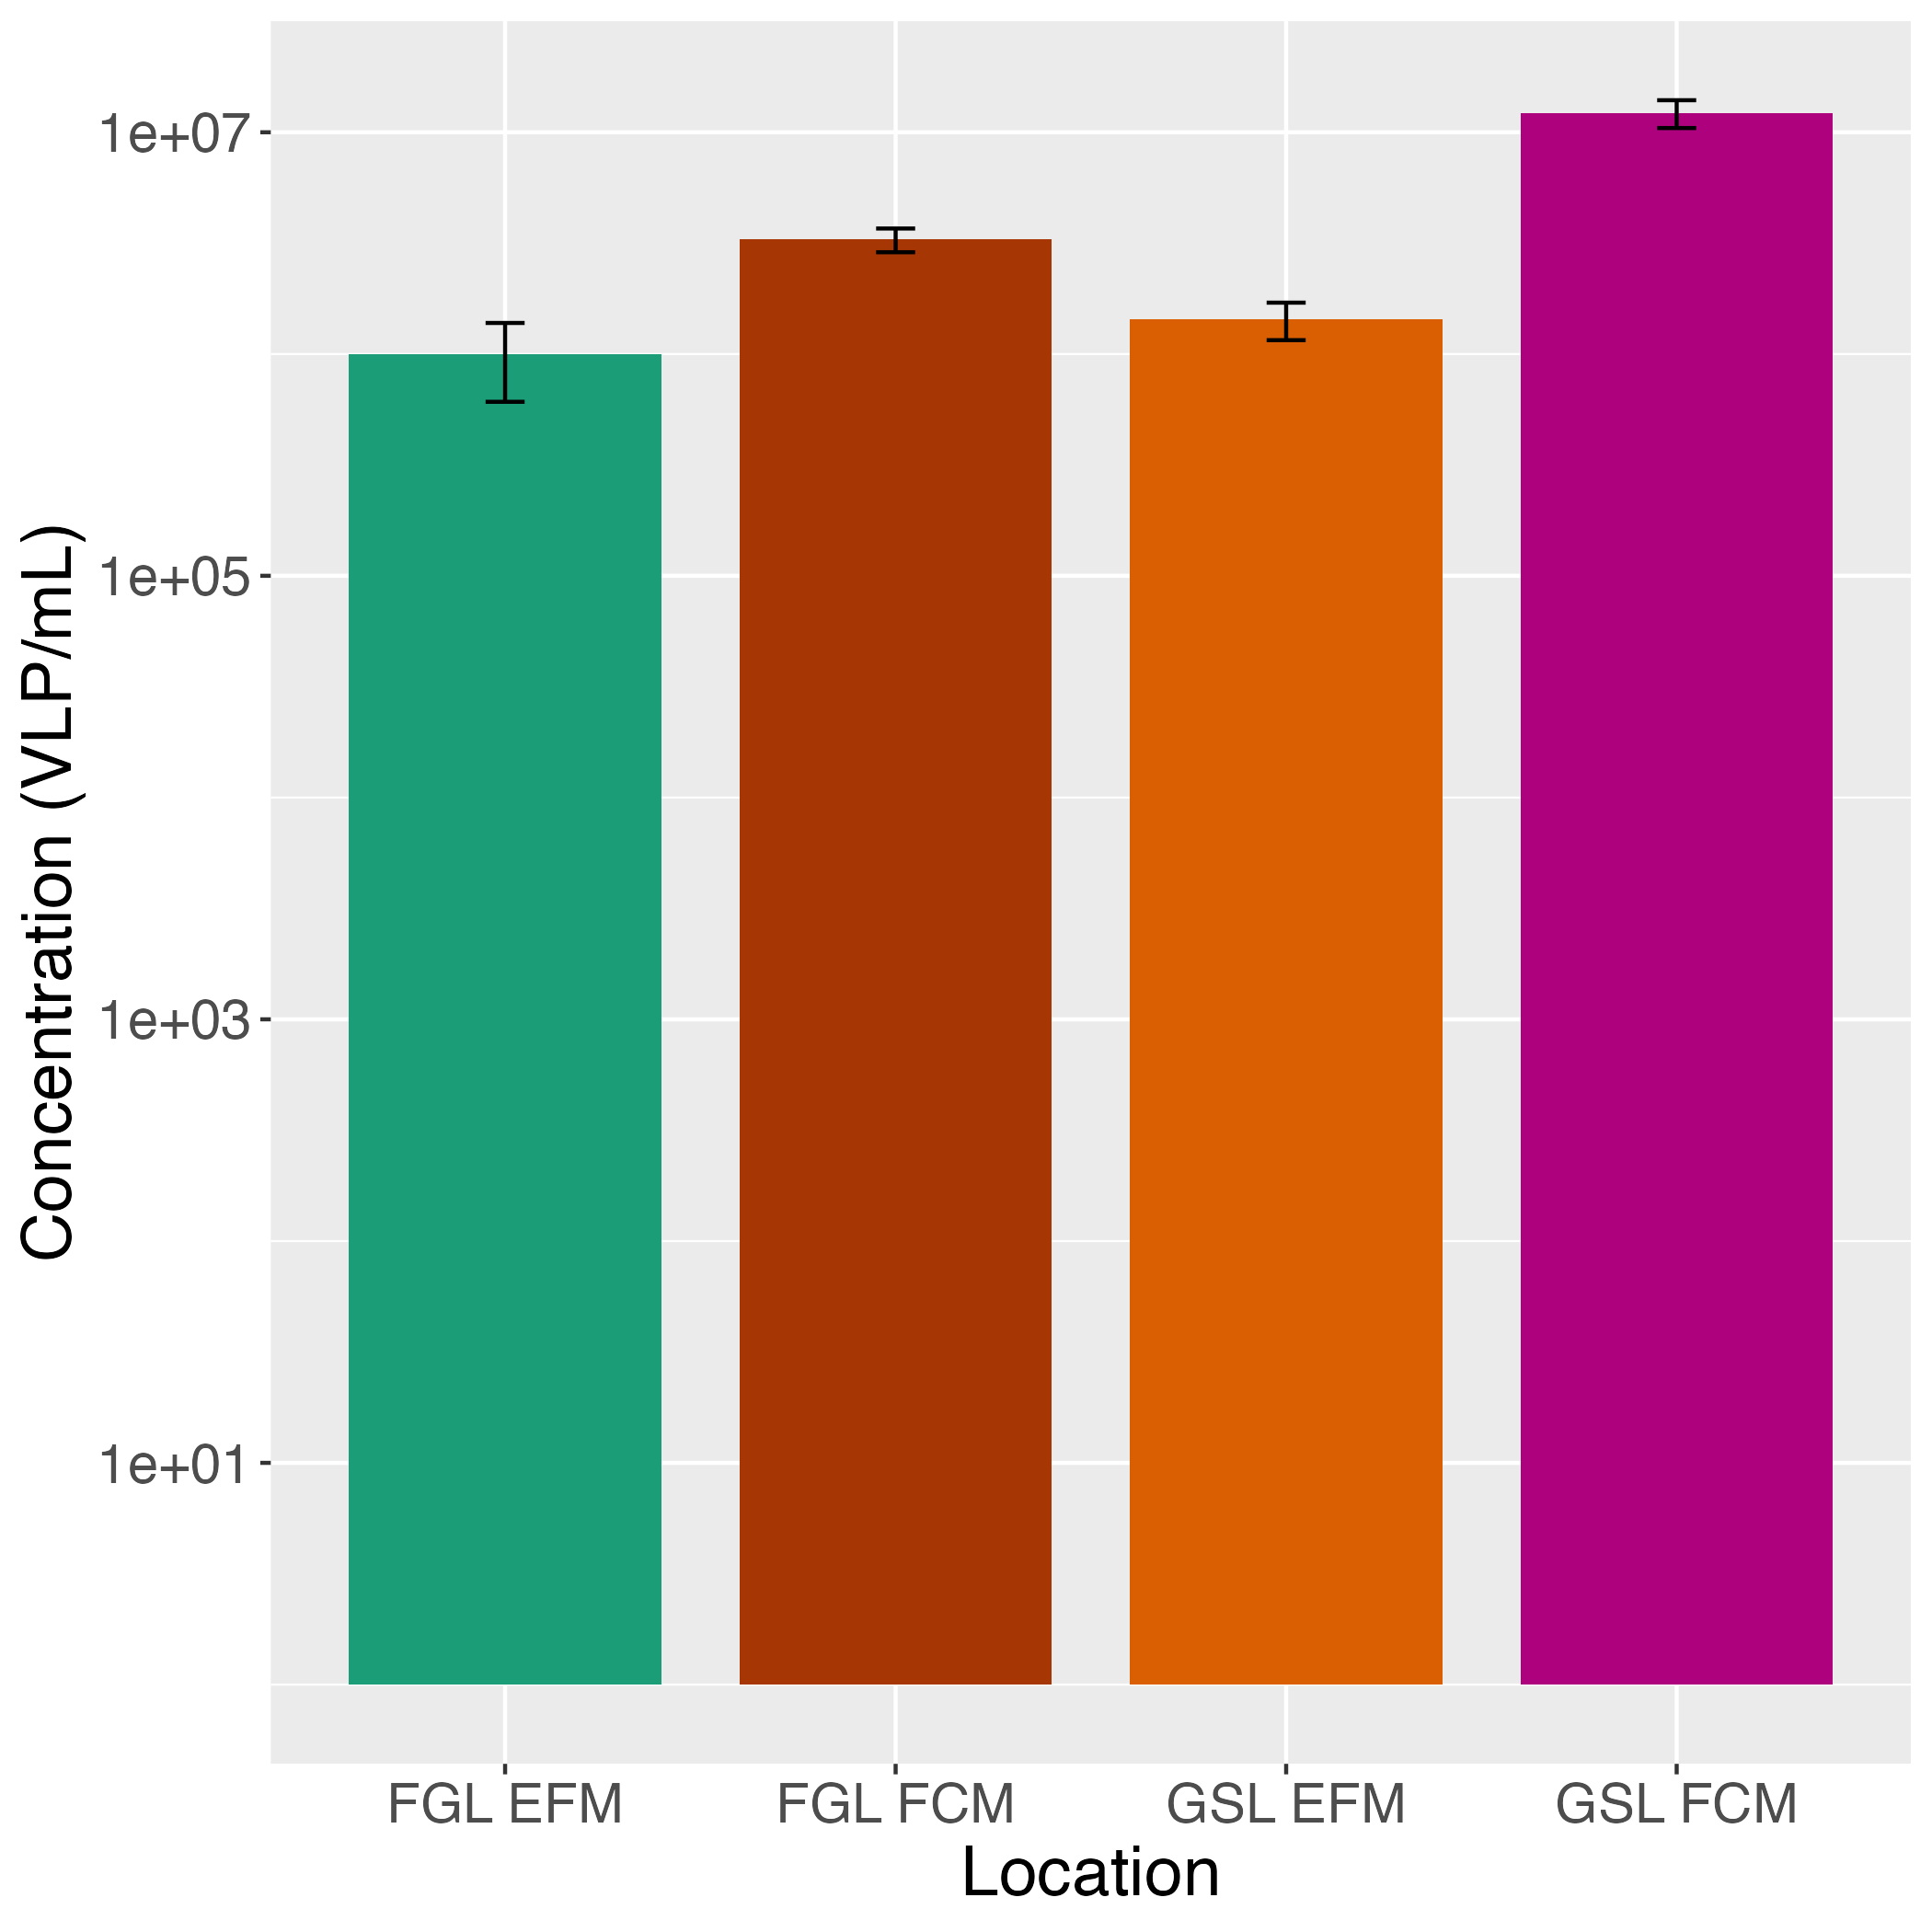 Concentration (VLP/mL)
1e+07
1e+05
1e+03
1e+01
FGL EFM
FGL FCM
GSL EFM
GSL FCM
Location